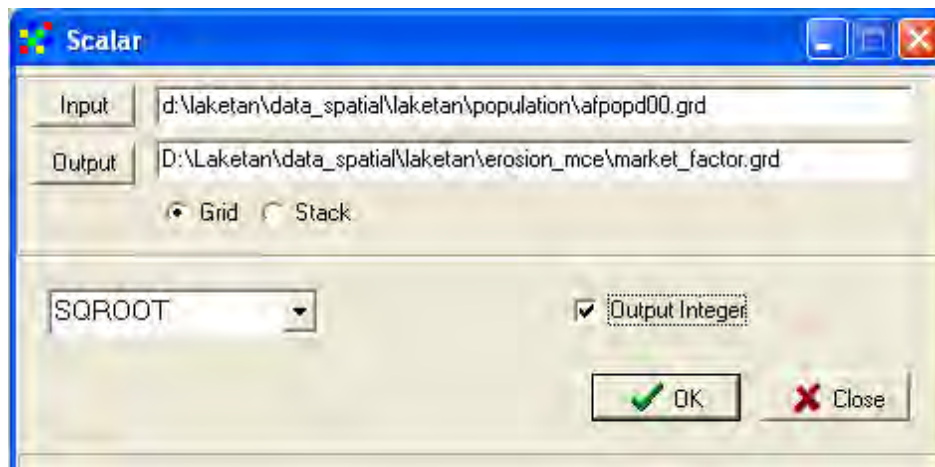 Scalar
Input d:\laketan\data_spatial\laketan\population\afpopd00.grd
Output D:\Laketan\data_spatial\laketan\erosion_mce\market_factor.grd
Grid Stack
SQROOT Output Integer
OK Close